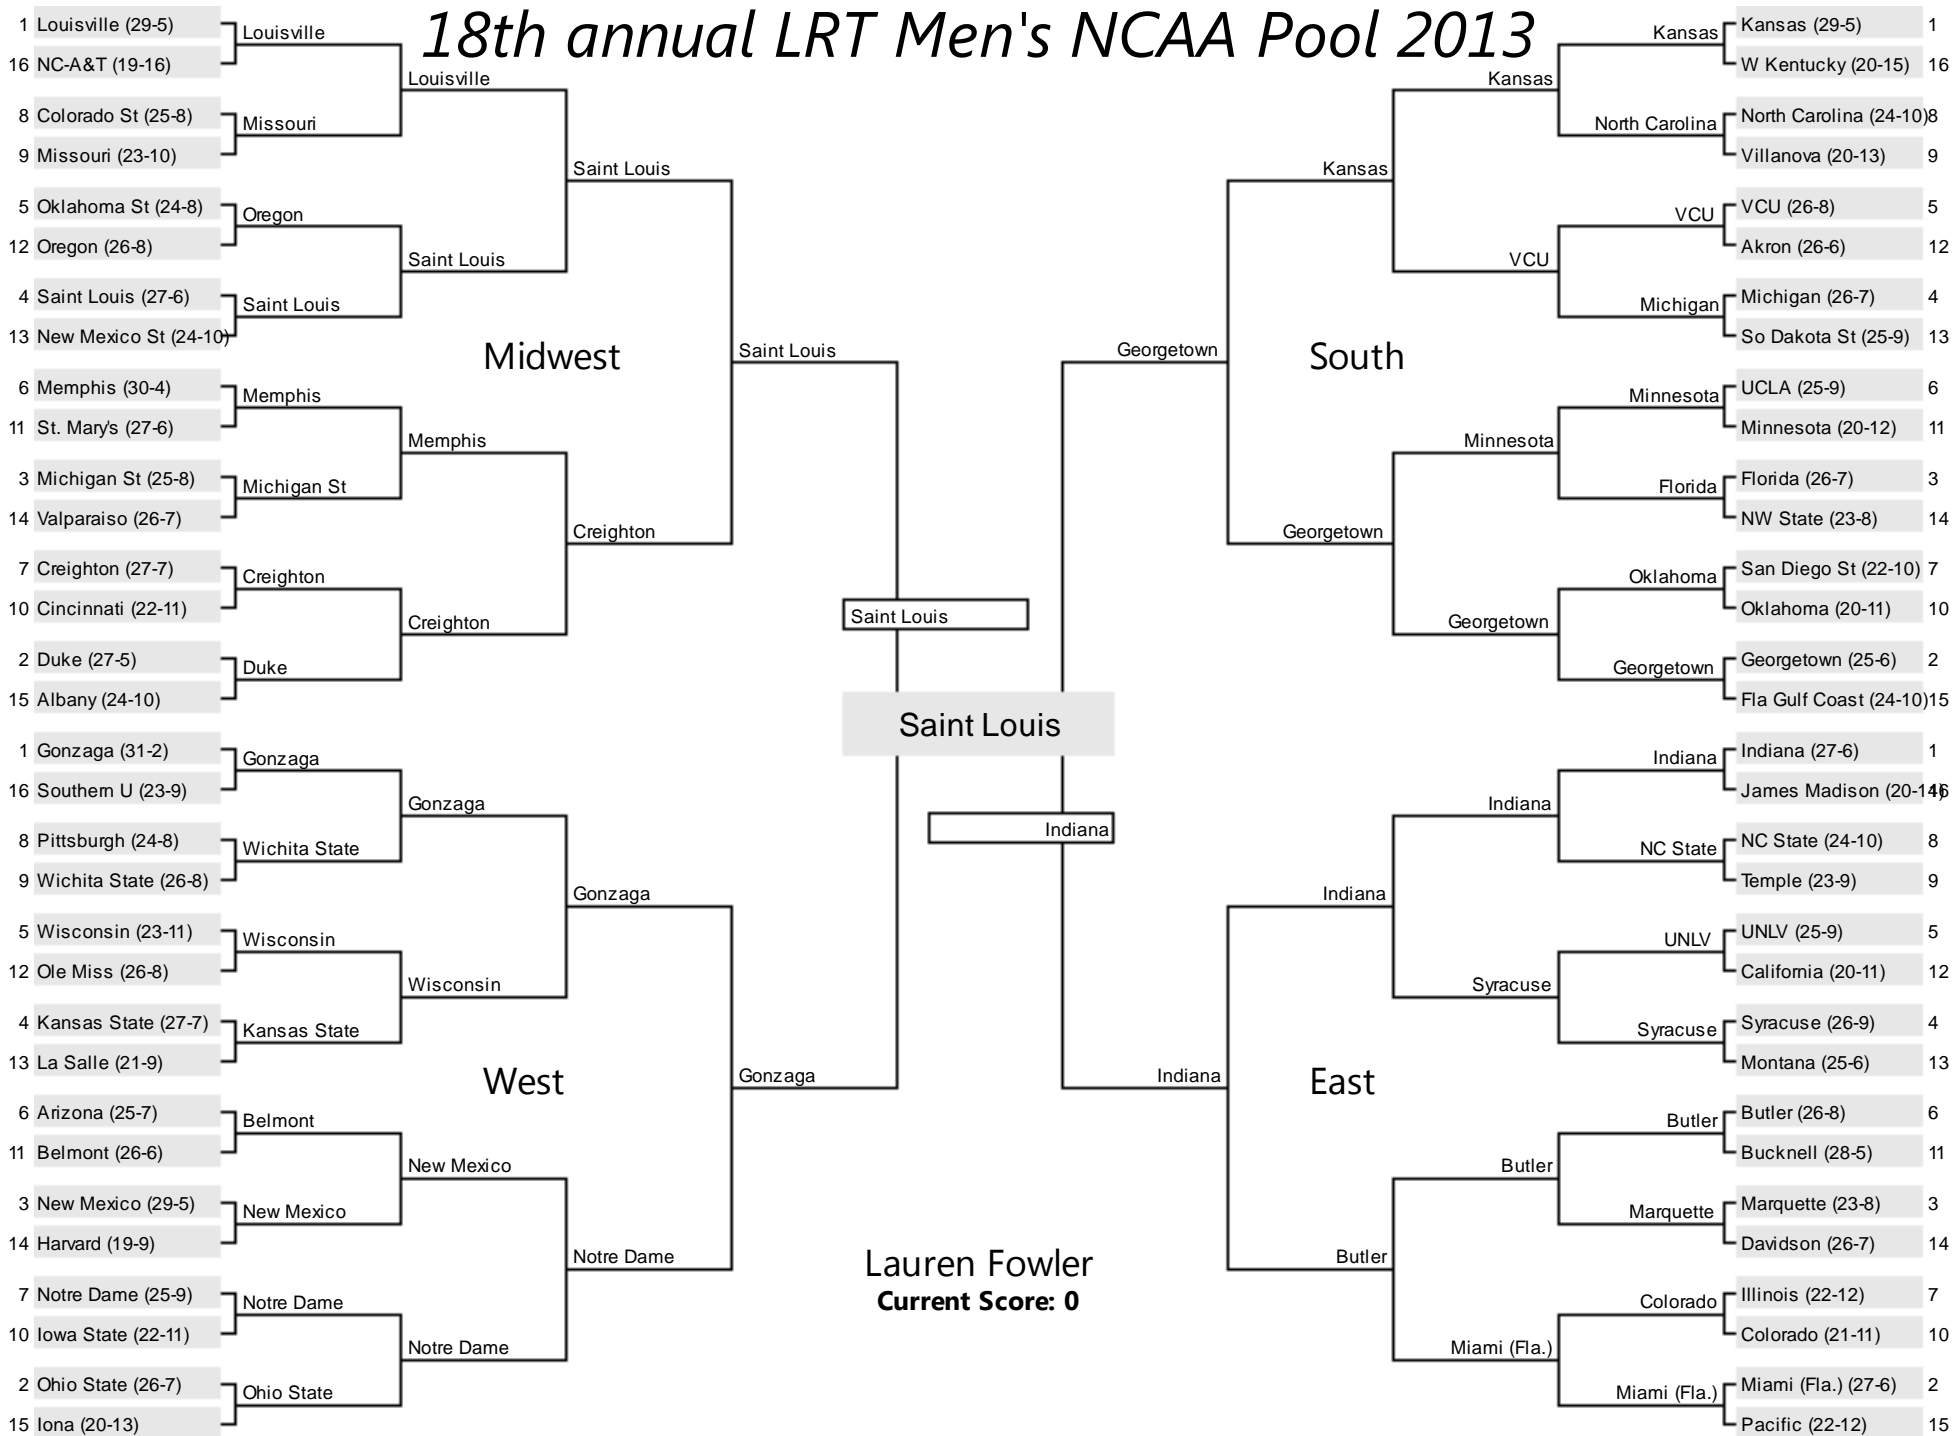 18th annual LRT Men's NCAA Pool 2013
1 Louisville (29-5)
16 NC-A&T (19-16)
8 Colorado St (25-8)
9 Missouri (23-10)
5 Oklahoma St (24-8)
12 Oregon (26-8)
4 Saint Louis (27-6)
13 New Mexico St (24-10)
6 Memphis (30-4)
11 St. Mary's (27-6)
3 Michigan St (25-8)
14 Valparaiso (26-7)
7 Creighton (27-7)
10 Cincinnati (22-11)
2 Duke (27-5)
15 Albany (24-10)
Louisville
Missouri
Oregon
Saint Louis
Memphis
Michigan St
Creighton
Duke
Louisville
Saint Louis
Memphis
Creighton
Saint Louis
Creighton
Midwest
Saint Louis
1 Gonzaga (31-2)
16 Southern U (23-9)
8 Pittsburgh (24-8)
9 Wichita State (26-8)
5 Wisconsin (23-11)
12 Ole Miss (26-8)
4 Kansas State (27-7)
13 La Salle (21-9)
6 Arizona (25-7)
11 Belmont (26-6)
3 New Mexico (29-5)
14 Harvard (19-9)
7 Notre Dame (25-9)
10 Iowa State (22-11)
2 Ohio State (26-7)
15 Iona (20-13)
Gonzaga
Wichita State
Wisconsin
Kansas State
Belmont
New Mexico
Notre Dame
Ohio State
Gonzaga
Wisconsin
New Mexico
Notre Dame
Gonzaga
Notre Dame
West
Gonzaga
Saint Louis
Saint Louis
Indiana
Lauren Fowler
Current Score: 0
Kansas (29-5) 1
W Kentucky (20-15) 16
North Carolina (24-10) 8
Villanova (20-13) 9
VCU (26-8) 5
Akron (26-6) 12
Michigan (26-7) 4
So Dakota St (25-9) 13
UCLA (25-9) 6
Minnesota (20-12) 11
Florida (26-7) 3
NW State (23-8) 14
San Diego St (22-10) 7
Oklahoma (20-11) 10
Georgetown (25-6) 2
Fla Gulf Coast (24-10) 15
Kansas
North Carolina
VCU
Michigan
Minnesota
Florida
Oklahoma
Georgetown
Kansas
VCU
Minnesota
Georgetown
Kansas
Georgetown
South
Georgetown
Indiana (27-6) 1
James Madison (20-14) 16
NC State (24-10) 8
Temple (23-9) 9
UNLV (25-9) 5
California (20-11) 12
Syracuse (26-9) 4
Montana (25-6) 13
Butler (26-8) 6
Bucknell (28-5) 11
Marquette (23-8) 3
Davidson (26-7) 14
Illinois (22-12) 7
Colorado (21-11) 10
Miami (Fla.) (27-6) 2
Pacific (22-12) 15
Indiana
NC State
UNLV
Syracuse
Butler
Marquette
Colorado
Miami (Fla.)
Indiana
Syracuse
Butler
Miami (Fla.)
Indiana
Butler
East
Indiana